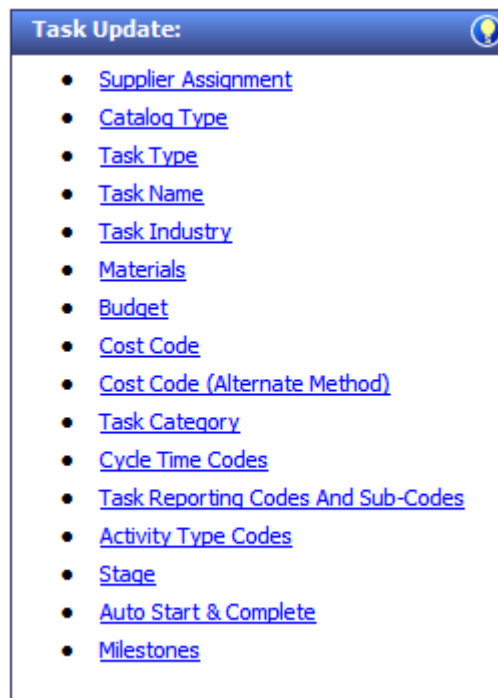 Task Update:
Supplier Assignment
Catalog Type
Task Type
Task Name
Task Industry
Materials
Budget
Cost Code
Cost Code (Alternate Method)
Task Category
Cycle Time Codes
Task Reporting Codes And Sub-Codes
Activity Type Codes
Stage
Auto Start & Complete
Milestones